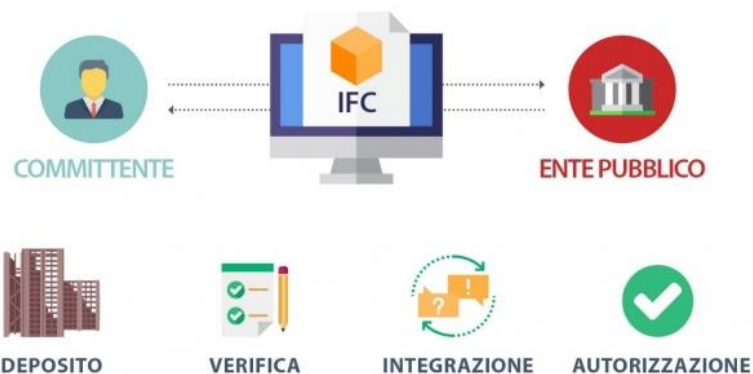 IFC
COMMITTENTE
ENTE PUBBLICO
DEPOSITO
VERIFICA
INTEGRAZIONE
AUTORIZZAZIONE